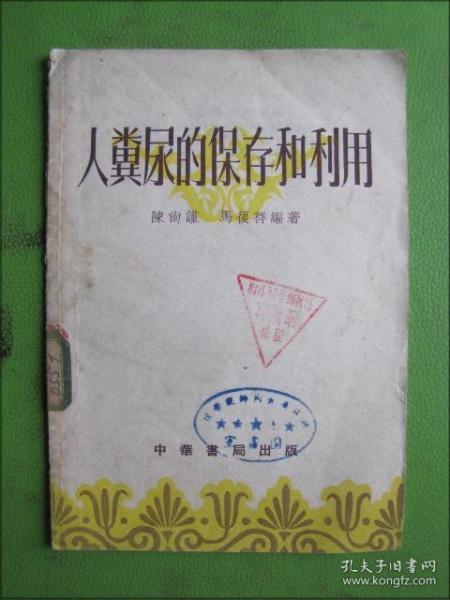 人糞尿的保存和利用
陳尙謹 馬復祥編著
中華書局出版
孔夫子旧书网
www.kongfz.com